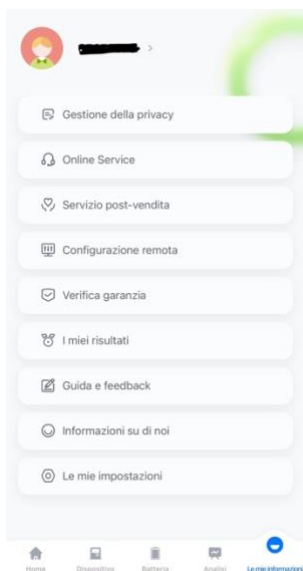 Gestione della privacy
Online Service
Servizio post-vendita
Configurazione remota
Verifica garanzia
I miei risultati
Guida e feedback
Informazioni su di noi
Le mie impostazioni
Home Dispositivo Batteria Analisi Le mie informazioni